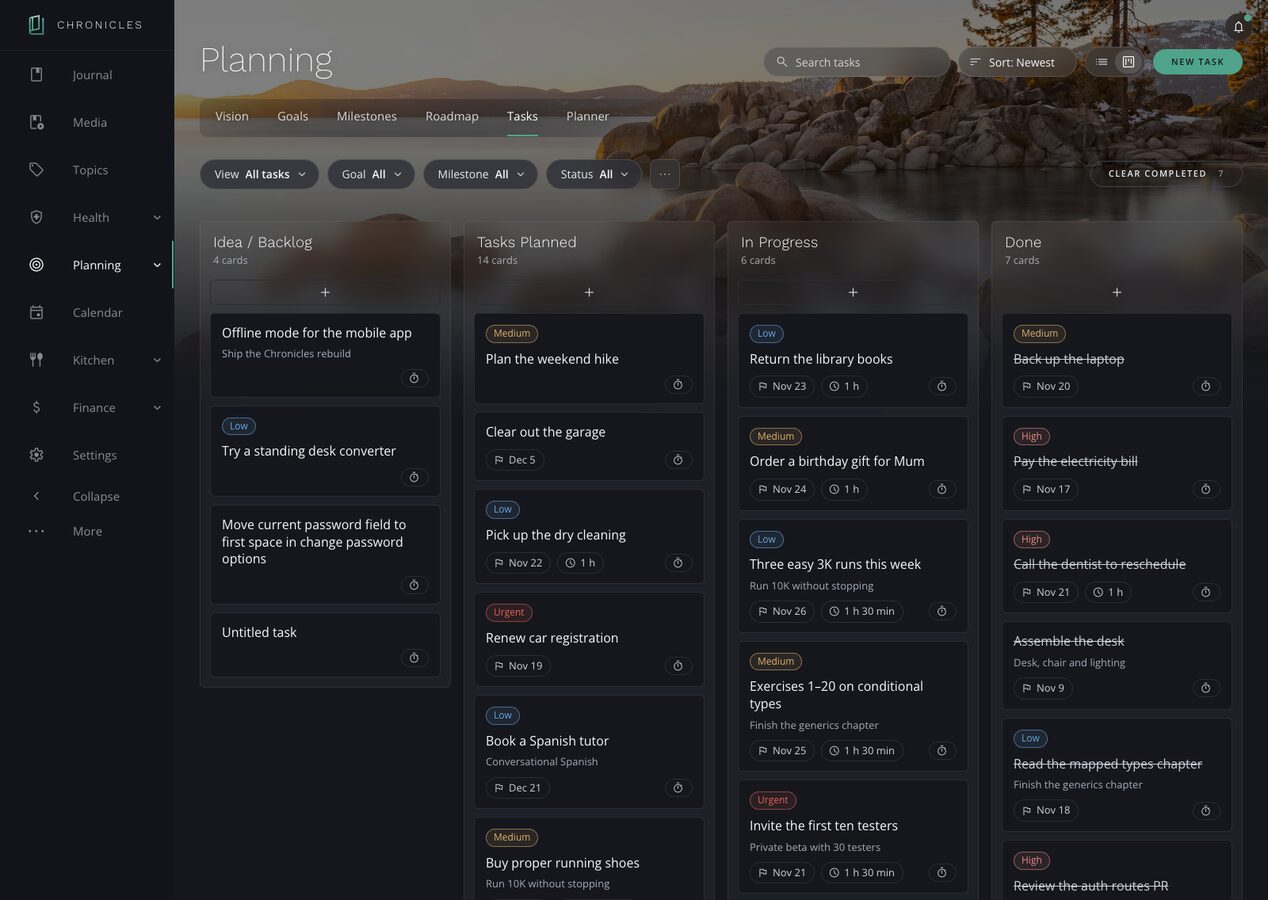 CHRONICLES
Journal
Media
Topics
Health
Planning
Calendar
Kitchen
Finance
Settings
Collapse
More
Planning
Search tasks
Sort: Newest
NEW TASK
Vision
Goals
Milestones
Roadmap
Tasks
Planner
View All tasks
Goal All
Milestone All
Status All
CLEAR COMPLETED 7
Idea / Backlog
4 cards
Offline mode for the mobile app
Ship the Chronicles rebuild
Low
Try a standing desk converter
Move current password field to
first space in change password
options
Untitled task
Tasks Planned
14 cards
Medium
Plan the weekend hike
Clear out the garage
Dec 5
Low
Pick up the dry cleaning
Nov 22
1 h
Urgent
Renew car registration
Nov 19
Low
Book a Spanish tutor
Conversational Spanish
Dec 21
Medium
Buy proper running shoes
Run 10K without stopping
In Progress
6 cards
Low
Return the library books
Nov 23
1 h
Medium
Order a birthday gift for Mum
Nov 24
1 h
Low
Three easy 3K runs this week
Run 10K without stopping
Nov 26
1 h 30 min
Medium
Exercises 1–20 on conditional
types
Finish the generics chapter
Nov 25
1 h 30 min
Urgent
Invite the first ten testers
Private beta with 30 testers
Nov 21
1 h 30 min
Done
7 cards
Medium
Back up the laptop
Nov 20
High
Pay the electricity bill
Nov 17
High
Call the dentist to reschedule
Nov 21
1 h
Assemble the desk
Desk, chair and lighting
Nov 9
Low
Read the mapped types chapter
Finish the generics chapter
Nov 18
High
Review the auth routes PR